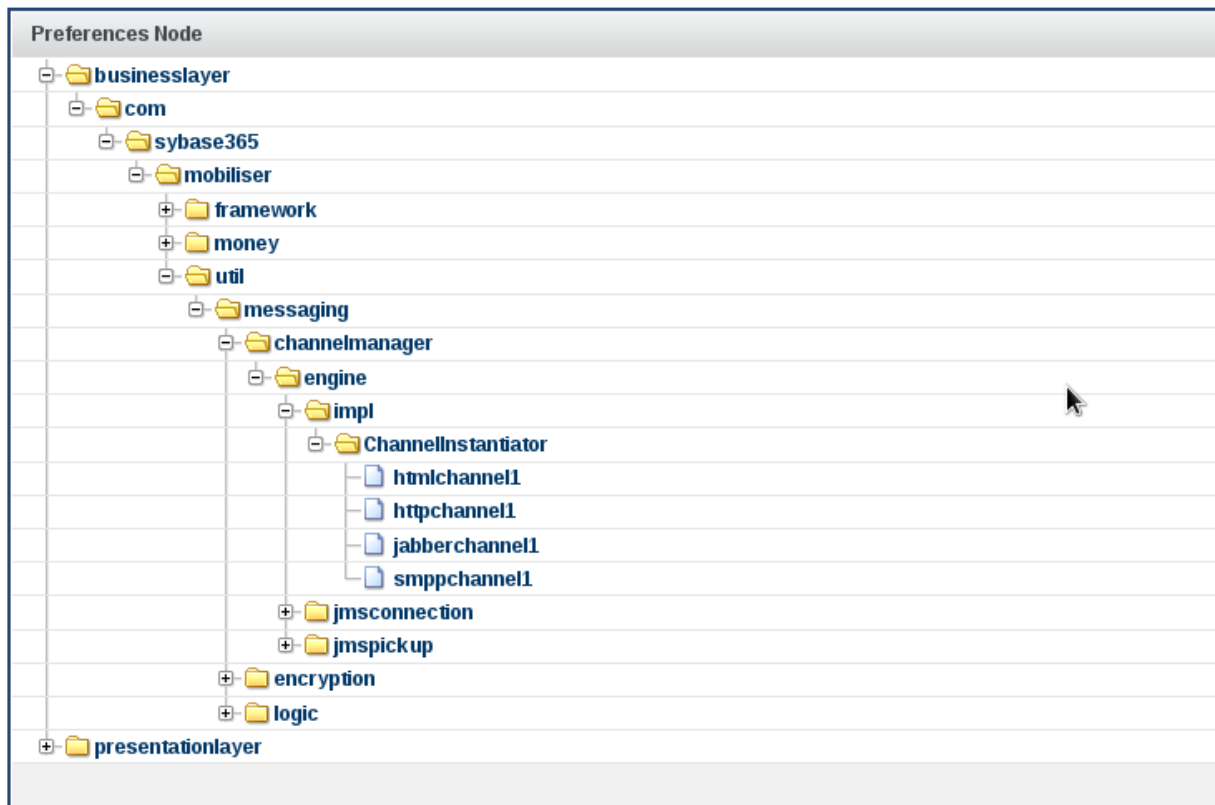 Preferences Node
businesslayer
com
sybase365
mobiliser
framework
money
util
messaging
channelmanager
engine
impl
ChannelInstantiator
htmlchannel1
httpchannel1
jabberchannel1
smppchannel1
jmsconnection
jmspickup
encryption
logic
presentationlayer